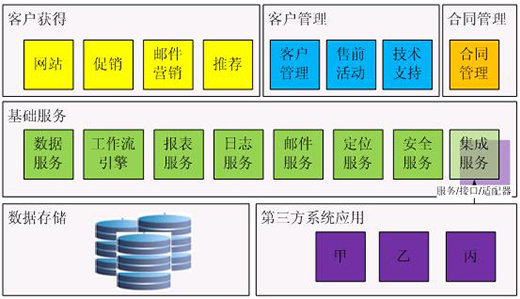 客户获得
客户管理
合同管理
网站
促销
邮件
营销
推荐
客户
管理
售前
活动
技术
支持
合同
管理
基础服务
数据
服务
工作流
引擎
报表
服务
日志
服务
邮件
服务
定位
服务
安全
服务
集成
服务
服务/接口/适配器
数据存储
第三方系统应用
甲
乙
丙